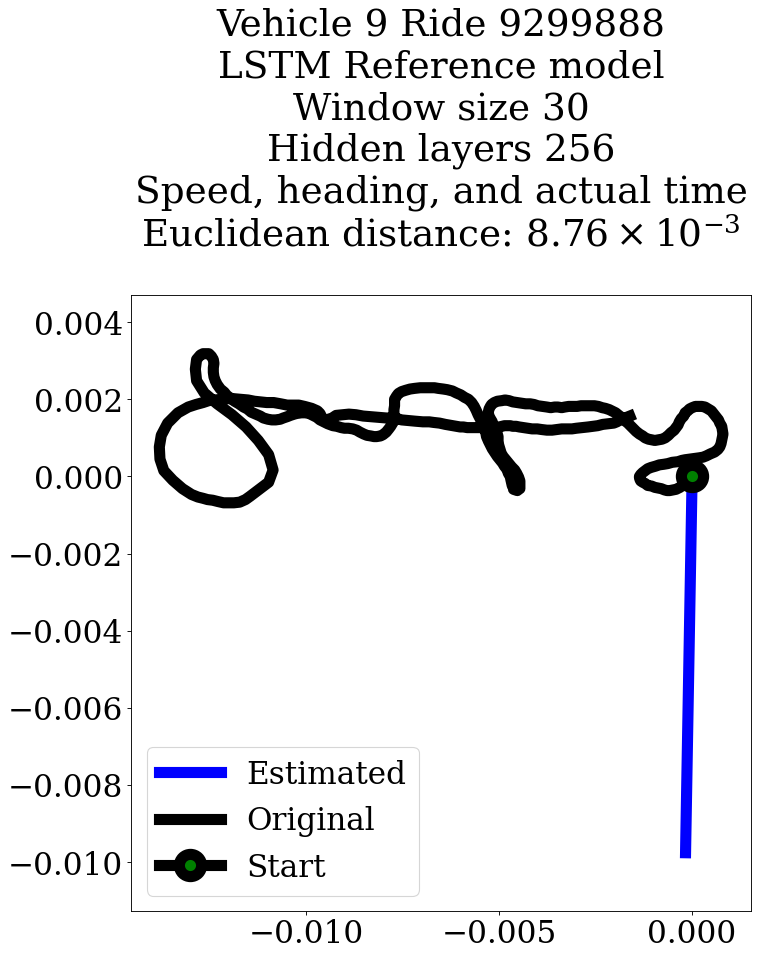 Vehicle 9 Ride 9299888
LSTM Reference model
Window size 30
Hidden layers 256
Speed, heading, and actual time
Euclidean distance: 8.76 × 10⁻³
0.004
0.002
0.000
−0.002
−0.004
−0.006
−0.008
−0.010
Estimated
Original
Start
−0.010
−0.005
0.000